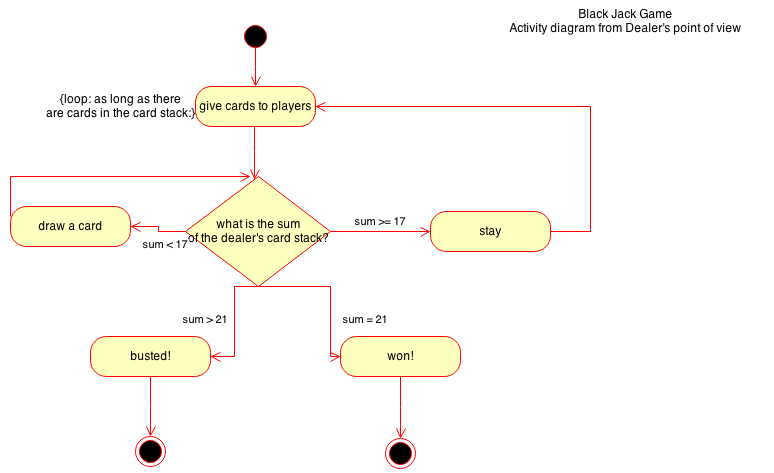 Black Jack Game
Activity diagram from Dealer's point of view
{loop: as long as there
are cards in the card stack:}
give cards to players
what is the sum
of the dealer's card stack?
draw a card
sum < 17
sum >= 17
stay
sum > 21
sum = 21
busted!
won!